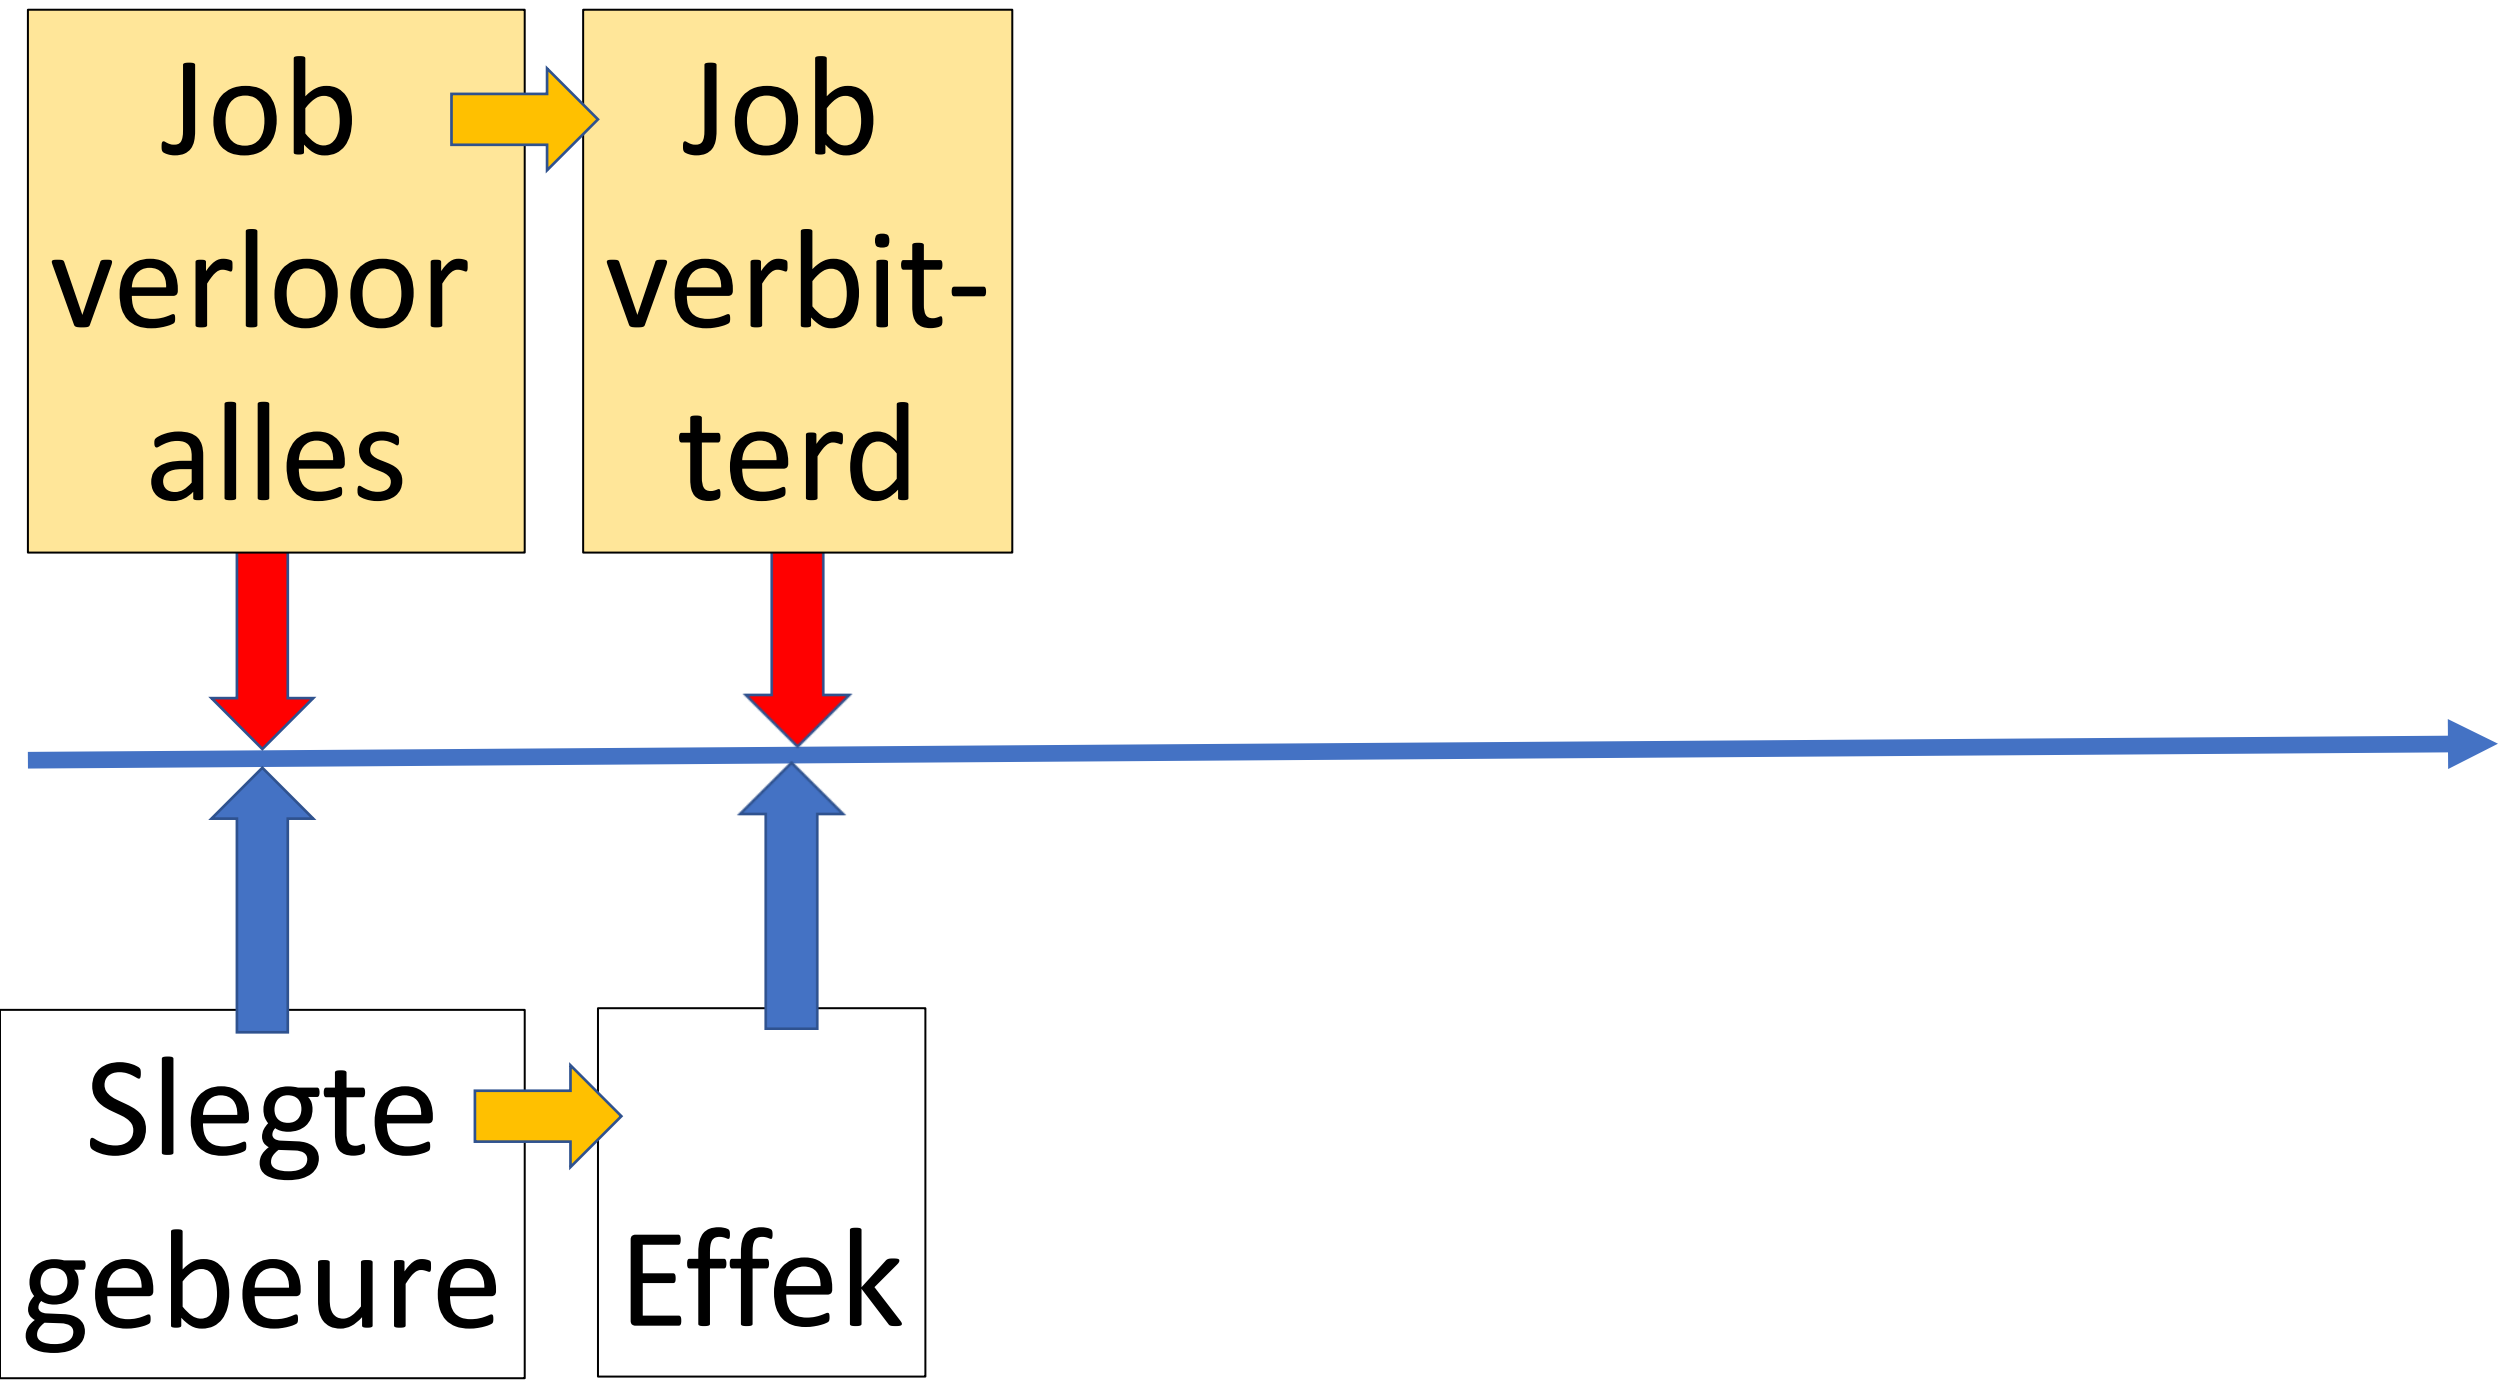 Job
verloor
alles
Job
verbit-
terd
Slegte
gebeure
Effek